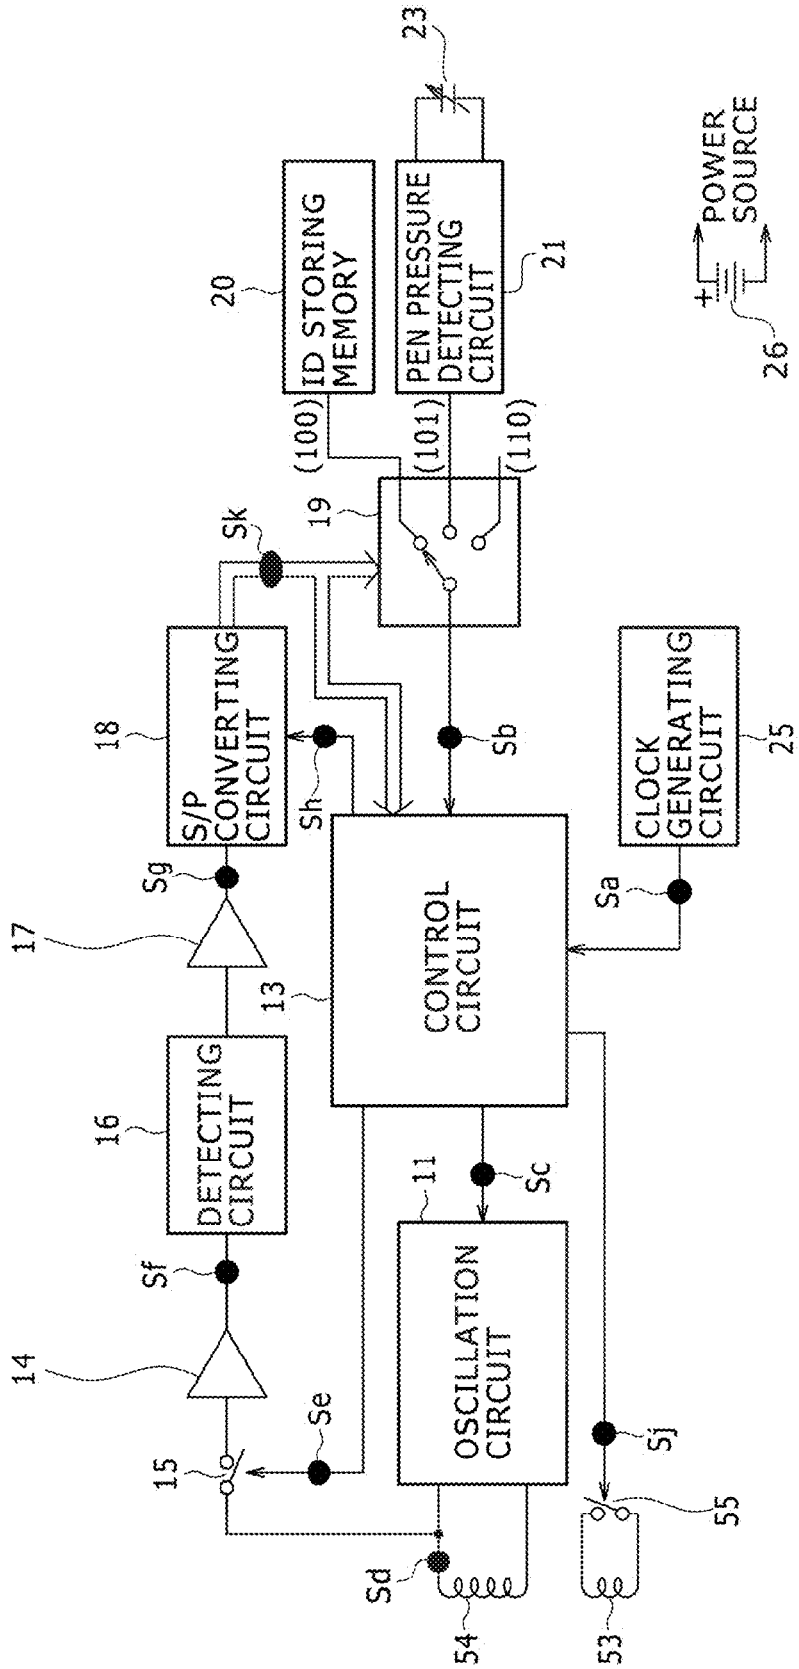 14
17
15
Sf
16
DETECTING
CIRCUIT
Sg
18
S/P
CONVERTING
CIRCUIT
Sk
20
ID STORING
MEMORY
23
Se
13
Sh
19
(100)
Sd
11
CONTROL
CIRCUIT
(101)
PEN PRESSURE
DETECTING
CIRCUIT
54
OSCILLATION
CIRCUIT
Sc
Sb
(110)
21
53
Sj
Sa
CLOCK
GENERATING
CIRCUIT
55
25
+
POWER
SOURCE
26